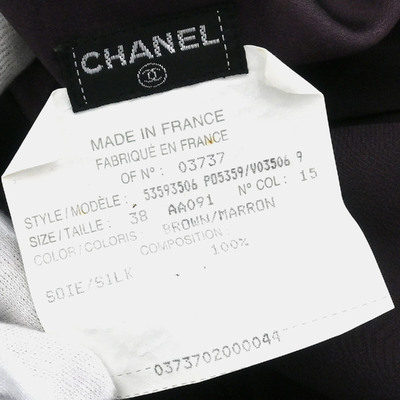 CHANEL
MADE IN FRANCE
FABRIQUÉ EN FRANCE
OF Nº: 03737
STYLE/MODÈLE: 53593506 P05359/V03506 9
SIZE/TAILLE: 38 AA091 Nº COL: 15
COLOR/COLORIS: BROWN/MARRON
COMPOSITION
100%
SOIE/SILK
0373702000044